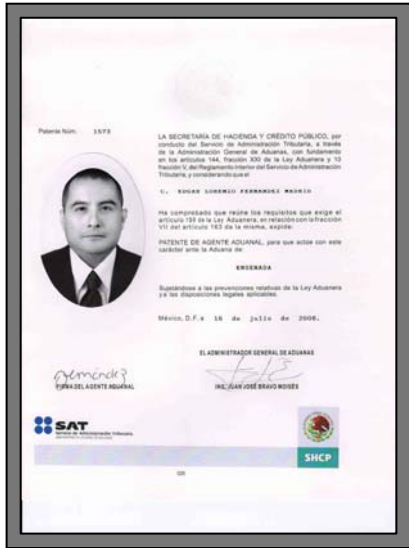 Patente Núm. 1573
LA SECRETARÍA DE HACIENDA Y CRÉDITO PÚBLICO, por
conducto del Servicio de Administración Tributaria, a través
de la Administración General de Aduanas, con fundamento
en los artículos 144, fracción XXI de la Ley Aduanera y 13
fracción V, del Reglamento Interior del Servicio de Administración
Tributaria, y considerando que el
C. EDGAR LORENZO FERNANDEZ MADRID
Ha comprobado que reúne los requisitos que exige el
artículo 159 de la Ley Aduanera, en relación con la fracción
VII del artículo 163 de la misma, expide:
PATENTE DE AGENTE ADUANAL, para que actúe con este
carácter ante la Aduana de:
ENSENADA
Sujetándose a las prevenciones relativas de la Ley Aduanera
y a las disposiciones legales aplicables.
México, D.F. a 16 de julio de 2008.
EL ADMINISTRADOR GENERAL DE ADUANAS
FIRMA DEL AGENTE ADUANAL
ING. JUAN JOSÉ BRAVO MOISÉS
SAT
Servicio de Administración Tributaria
SHCP